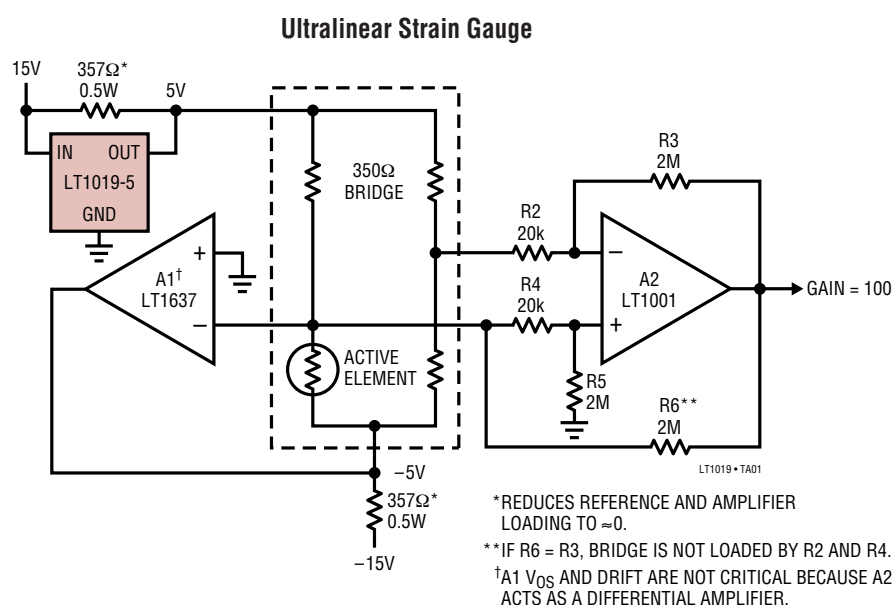 Ultralinear Strain Gauge
15V
357Ω*
0.5W
5V
IN OUT
LT1019-5
GND
350Ω
BRIDGE
R3
2M
R2
20k
A1†
LT1637
+
–
R4
20k
–
+
A2
LT1001
GAIN = 100
ACTIVE
ELEMENT
R5
2M
R6**
2M
LT1019 • TA01
–5V
357Ω*
0.5W
–15V
*REDUCES REFERENCE AND AMPLIFIER
LOADING TO ≈0.
**IF R6 = R3, BRIDGE IS NOT LOADED BY R2 AND R4.
†A1 VOS AND DRIFT ARE NOT CRITICAL BECAUSE A2
ACTS AS A DIFFERENTIAL AMPLIFIER.